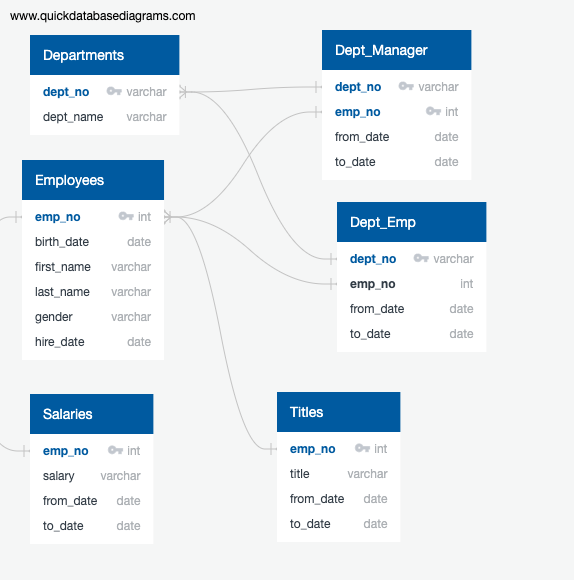 www.quickdatabasediagrams.com
Departments
dept_no varchar
dept_name varchar
Employees
emp_no int
birth_date date
first_name varchar
last_name varchar
gender varchar
hire_date date
Salaries
emp_no int
salary varchar
from_date date
to_date date
Dept_Manager
dept_no varchar
emp_no int
from_date date
to_date date
Dept_Emp
dept_no varchar
emp_no int
from_date date
to_date date
Titles
emp_no int
title varchar
from_date date
to_date date